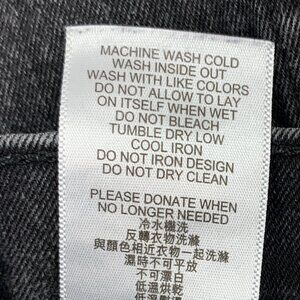 MACHINE WASH COLD
WASH INSIDE OUT
WASH WITH LIKE COLORS
DO NOT ALLOW TO LAY
ON ITSELF WHEN WET
DO NOT BLEACH
TUMBLE DRY LOW
COOL IRON
DO NOT IRON DESIGN
DO NOT DRY CLEAN
PLEASE DONATE WHEN
NO LONGER NEEDED
冷水機洗
反轉衣物洗滌
與顏色相近衣物一起洗滌
濕時不可平放
不可漂白
低溫烘乾